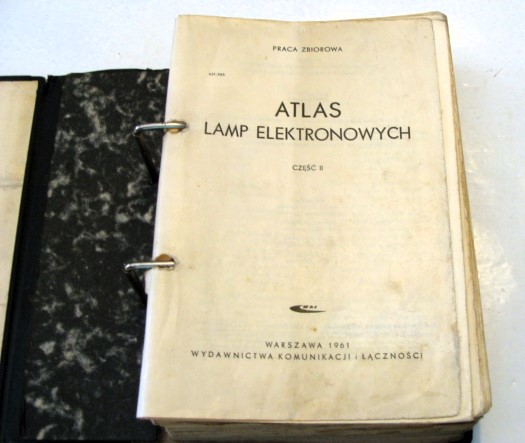 PRACA ZBIOROWA
ATLAS
LAMP ELEKTRONOWYCH
CZĘŚĆ II
WARSZAWA 1961
WYDAWNICTWA KOMUNIKACJI i ŁĄCZNOŚCI